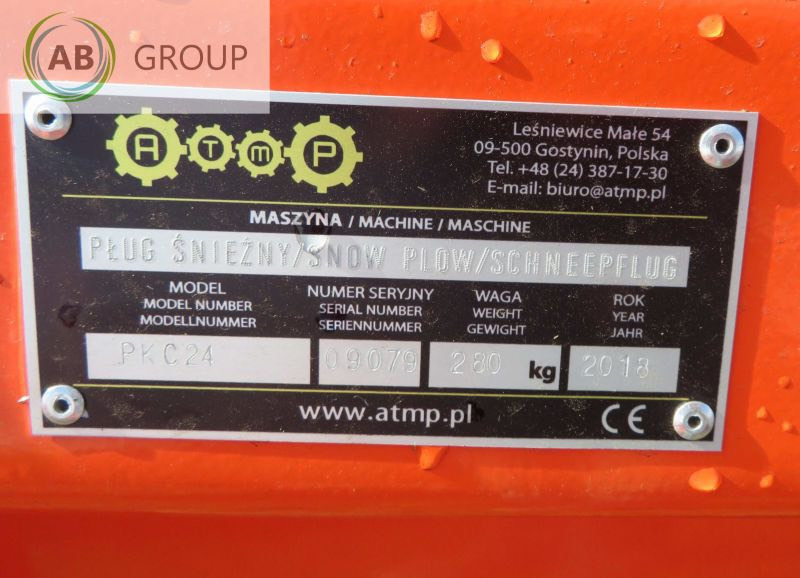 AB GROUP
ATMP
Leśniewice Małe 54
09-500 Gostynin, Polska
Tel. +48 (24) 387-17-30
E-mail: biuro@atmp.pl
MASZYNA / MACHINE / MASCHINE
PŁUG ŚNIEŻNY/SNOW PLOW/SCHNEEPFLUG
MODEL
MODEL NUMBER
MODELLNUMMER
PKC24
NUMER SERYJNY
SERIAL NUMBER
SERIENNUMMER
09079
WAGA
WEIGHT
GEWIGHT
280 kg
ROK
YEAR
JAHR
2018
www.atmp.pl
CE